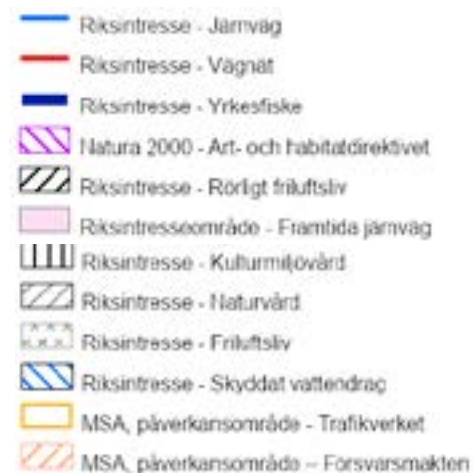 Riksintresse - Järnväg
Riksintresse - Vägnät
Riksintresse - Yrkesfiske
Natura 2000 - Art- och habitatdirektivet
Riksintresse - Rörligt friluftsliv
Riksintresseområde - Framtida järnväg
Riksintresse - Kulturmiljövård
Riksintresse - Naturvård
Riksintresse - Friluftsliv
Riksintresse - Skyddat vattendrag
MSA, påverkansområde - Trafikverket
MSA, påverkansområde – Försvarsmakten